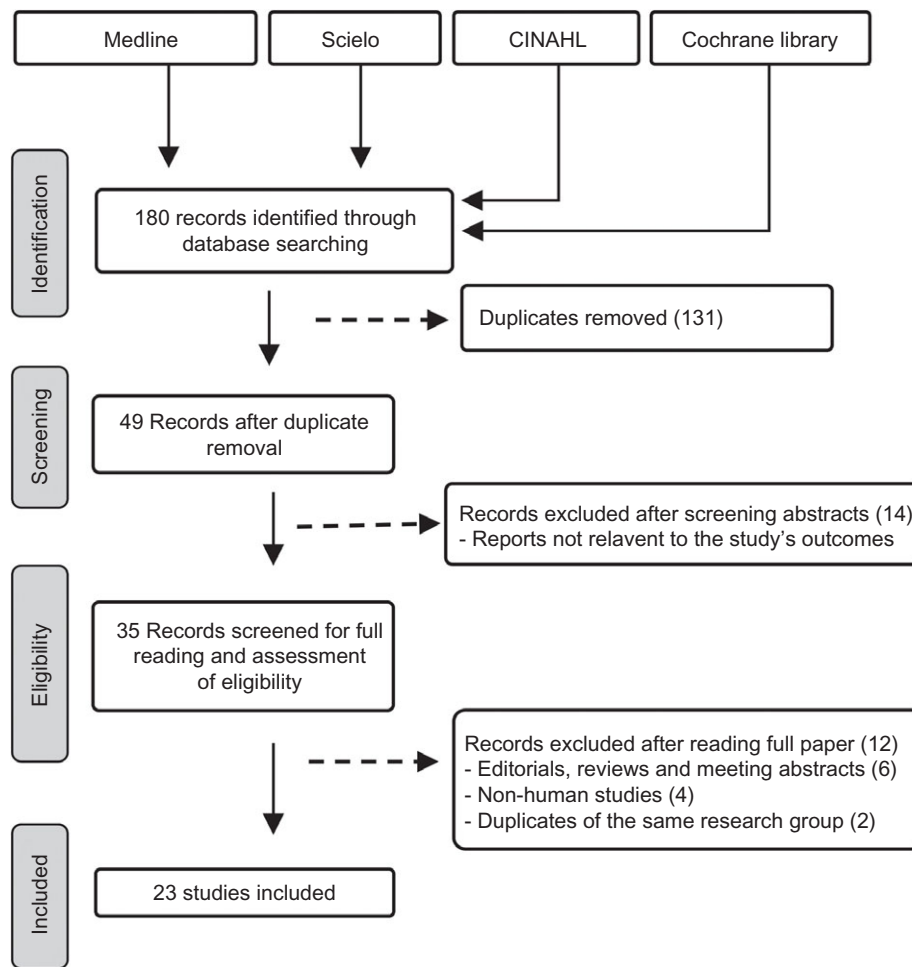 Medline
Scielo
CINAHL
Cochrane library
Identification
180 records identified through
database searching
Duplicates removed (131)
Screening
49 Records after duplicate
removal
Records excluded after screening abstracts (14)
- Reports not relavent to the study's outcomes
Eligibility
35 Records screened for full
reading and assessment
of eligibility
Records excluded after reading full paper (12)
- Editorials, reviews and meeting abstracts (6)
- Non-human studies (4)
- Duplicates of the same research group (2)
Included
23 studies included